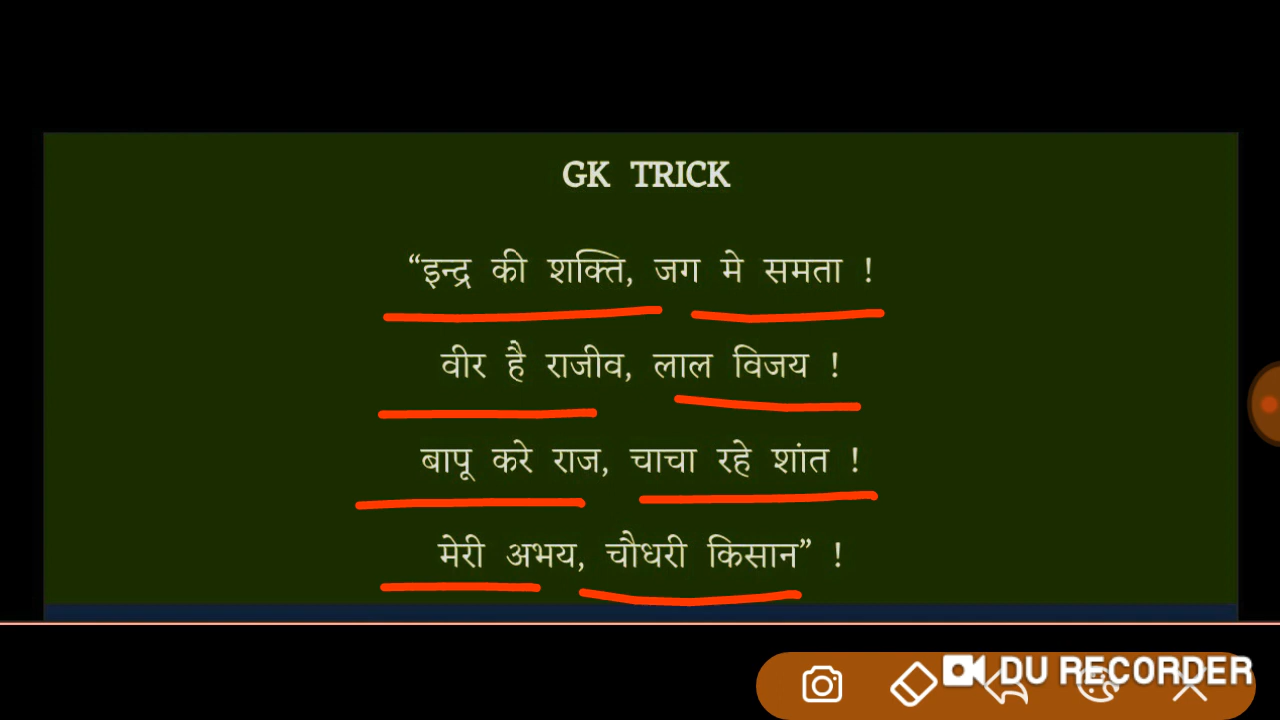 GK TRICK
“इन्द्र की शक्ति, जग मे समता !
वीर है राजीव, लाल विजय !
बापू करे राज, चाचा रहे शांत !
मेरी अभय, चौधरी किसान” !
DU RECORDER